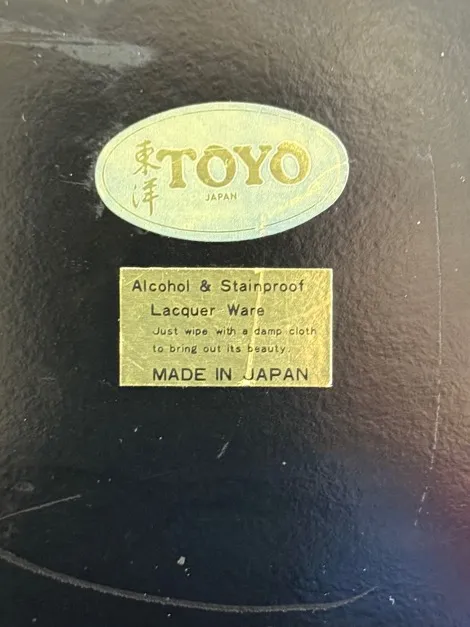 東洋
TOYO
JAPAN
Alcohol & Stainproof
Lacquer Ware
Just wipe with a damp cloth
to bring out its beauty.
MADE IN JAPAN